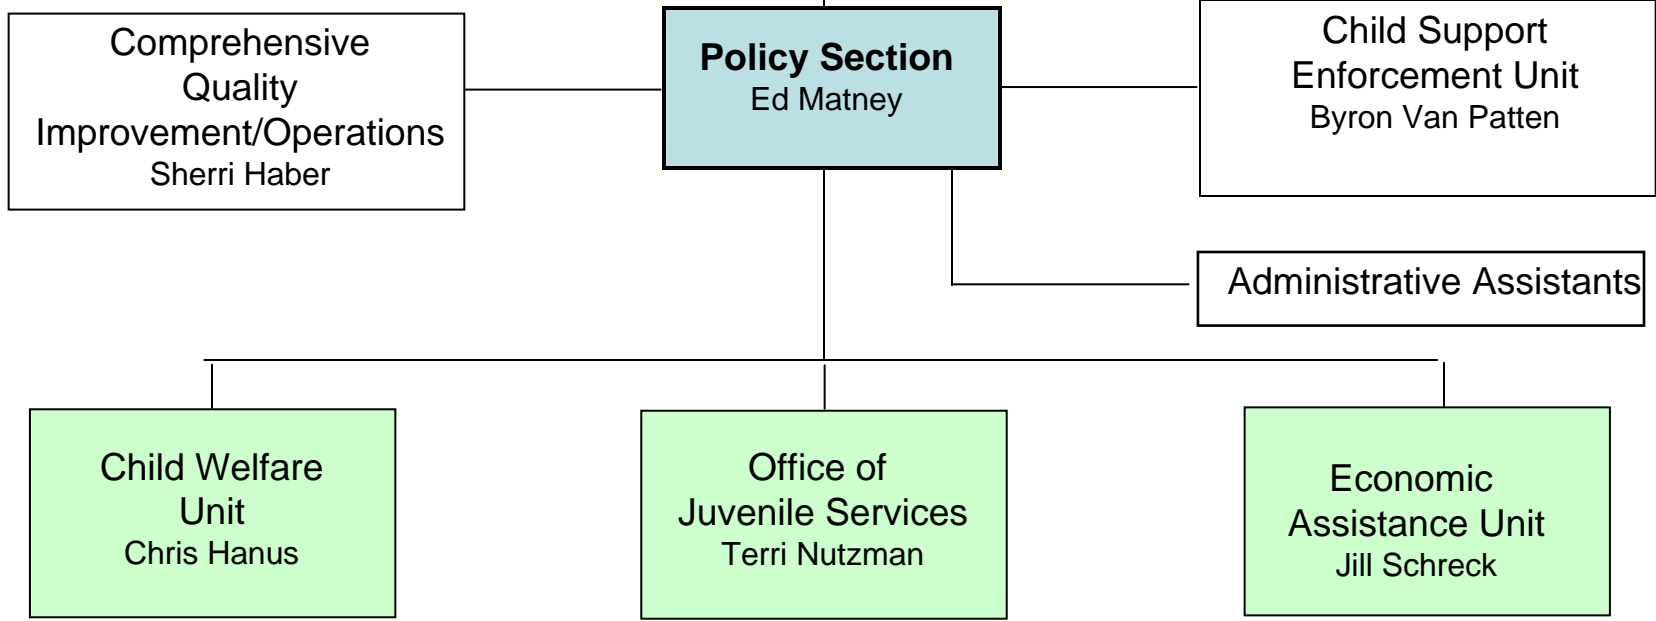 Comprehensive
Quality
Improvement/Operations
Sherri Haber
Policy Section
Ed Matney
Child Support
Enforcement Unit
Byron Van Patten
Administrative Assistants
Child Welfare
Unit
Chris Hanus
Office of
Juvenile Services
Terri Nutzman
Economic
Assistance Unit
Jill Schreck